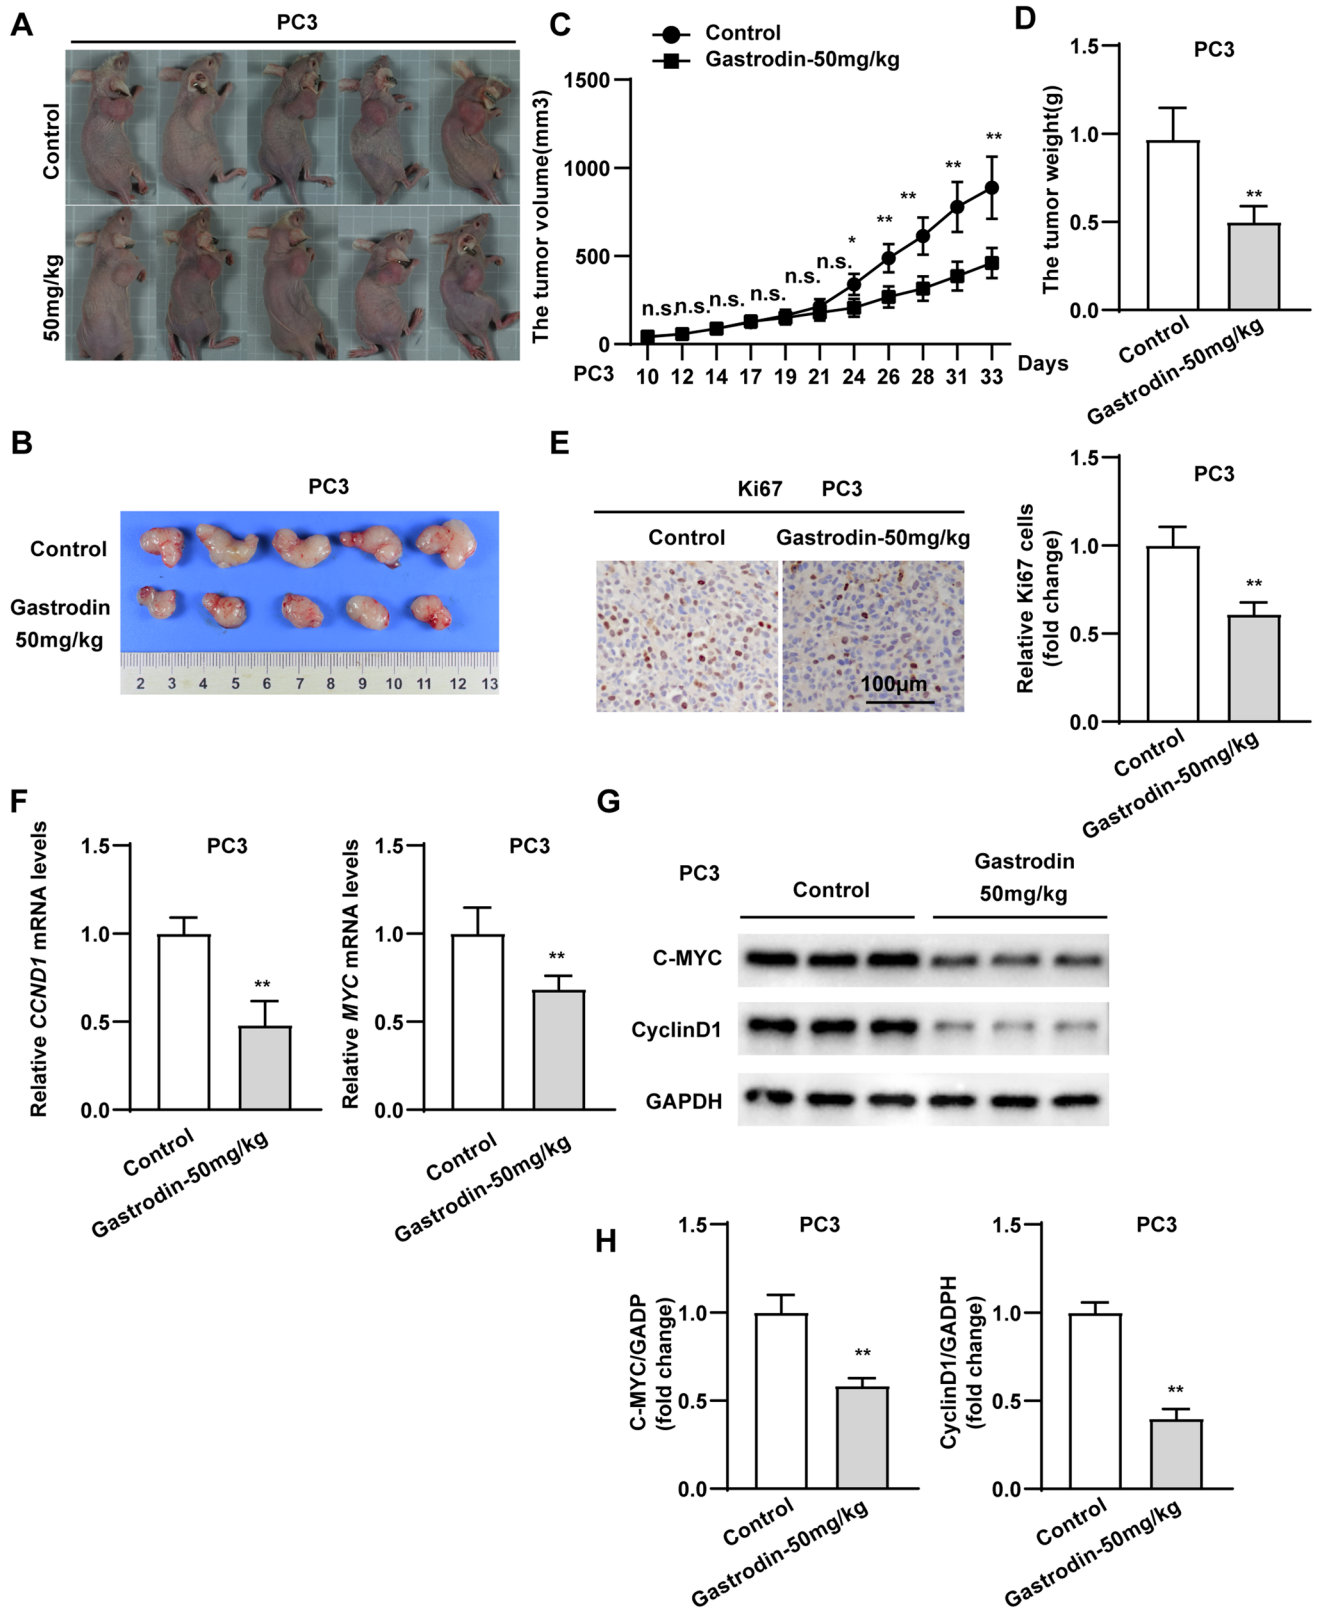 A
PC3
Control
50mg/kg
B
PC3
Control
Gastrodin
50mg/kg
2 3 4 5 6 7 8 9 10 11 12 13
C
Control
Gastrodin-50mg/kg
The tumor volume(mm3)
1500
1000
500
0
n.s. n.s. n.s. n.s. n.s. n.s. * ** ** ** **
PC3 10 12 14 17 19 21 24 26 28 31 33 Days
D
PC3
The tumor weight(g)
1.5
1.0
0.5
0.0
**
Control
Gastrodin-50mg/kg
E
Ki67 PC3
Control Gastrodin-50mg/kg
100μm
PC3
Relative Ki67 cells
(fold change)
1.5
1.0
0.5
0.0
**
Control
Gastrodin-50mg/kg
F
PC3
Relative CCND1 mRNA levels
1.5
1.0
0.5
0.0
**
Control
Gastrodin-50mg/kg
PC3
Relative MYC mRNA levels
1.5
1.0
0.5
0.0
**
Control
Gastrodin-50mg/kg
G
PC3
Control
Gastrodin
50mg/kg
C-MYC
CyclinD1
GAPDH
H
PC3
C-MYC/GADP
(fold change)
1.5
1.0
0.5
0.0
**
Control
Gastrodin-50mg/kg
PC3
CyclinD1/GADPH
(fold change)
1.5
1.0
0.5
0.0
**
Control
Gastrodin-50mg/kg